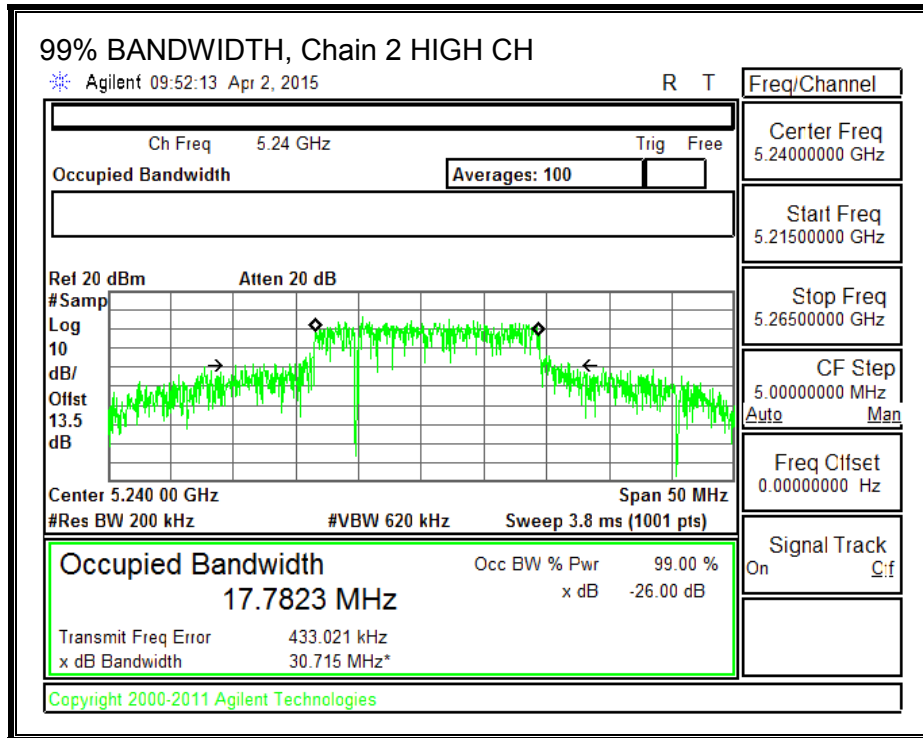 99% BANDWIDTH, Chain 2 HIGH CH
Agilent 09:52:13 Apr 2, 2015 R T
Ch Freq 5.24 GHz Trig Free
Occupied Bandwidth Averages: 100
Ref 20 dBm Atten 20 dB
#Samp
Log
10
dB/
Offst
13.5
dB
Center 5.240 00 GHz Span 50 MHz
#Res BW 200 kHz #VBW 620 kHz Sweep 3.8 ms (1001 pts)
Occupied Bandwidth Occ BW % Pwr 99.00 %
17.7823 MHz x dB -26.00 dB
Transmit Freq Error 433.021 kHz
x dB Bandwidth 30.715 MHz*
Copyright 2000-2011 Agilent Technologies
Freq/Channel
Center Freq
5.24000000 GHz
Start Freq
5.21500000 GHz
Stop Freq
5.26500000 GHz
CF Step
5.00000000 MHz
Auto Man
Freq Offset
0.00000000 Hz
Signal Track
On Off